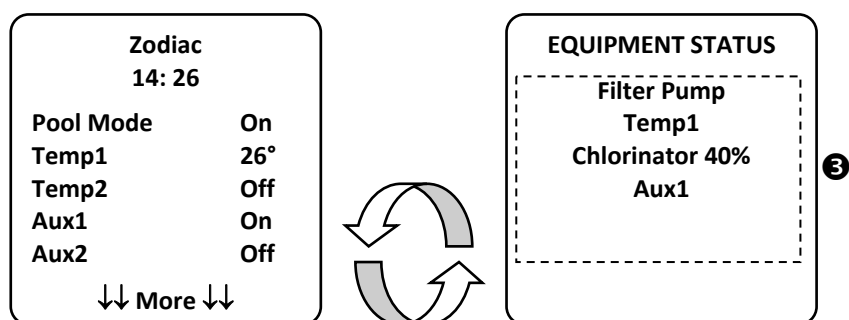 Zodiac
14: 26
Pool Mode On
Temp1 26°
Temp2 Off
Aux1 On
Aux2 Off
↓↓ More ↓↓
EQUIPMENT STATUS
Filter Pump
Temp1
Chlorinator 40%
Aux1
❸